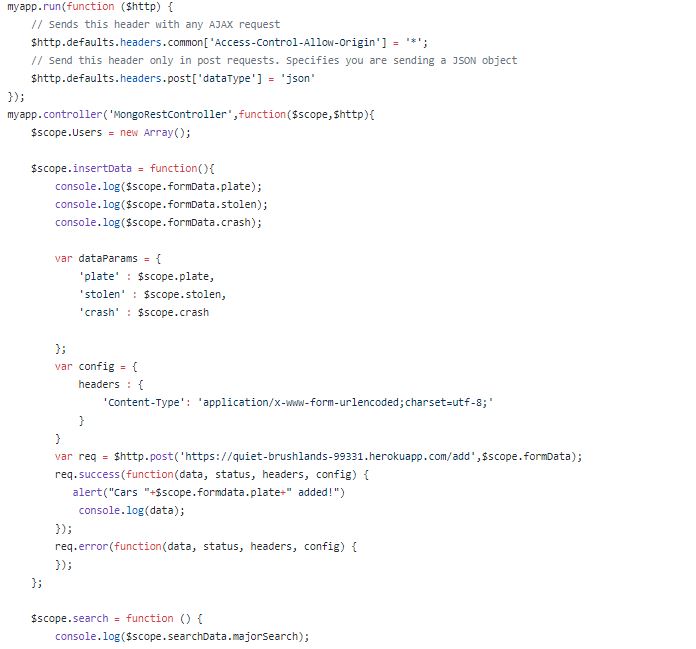 myapp.run(function ($http) {
// Sends this header with any AJAX request
$http.defaults.headers.common['Access-Control-Allow-Origin'] = '*';
// Send this header only in post requests. Specifies you are sending a JSON object
$http.defaults.headers.post['dataType'] = 'json'
});
myapp.controller('MongoRestController',function($scope,$http){
$scope.Users = new Array();
$scope.insertData = function(){
console.log($scope.formData.plate);
console.log($scope.formData.stolen);
console.log($scope.formData.crash);
var dataParams = {
'plate' : $scope.plate,
'stolen' : $scope.stolen,
'crash' : $scope.crash
};
var config = {
headers : {
'Content-Type': 'application/x-www-form-urlencoded;charset=utf-8;'
}
}
var req = $http.post('https://quiet-brushlands-99331.herokuapp.com/add',$scope.formData);
req.success(function(data, status, headers, config) {
alert("Cars "+$scope.formdata.plate+" added!")
console.log(data);
});
req.error(function(data, status, headers, config) {
});
};
$scope.search = function () {
console.log($scope.searchData.majorSearch);